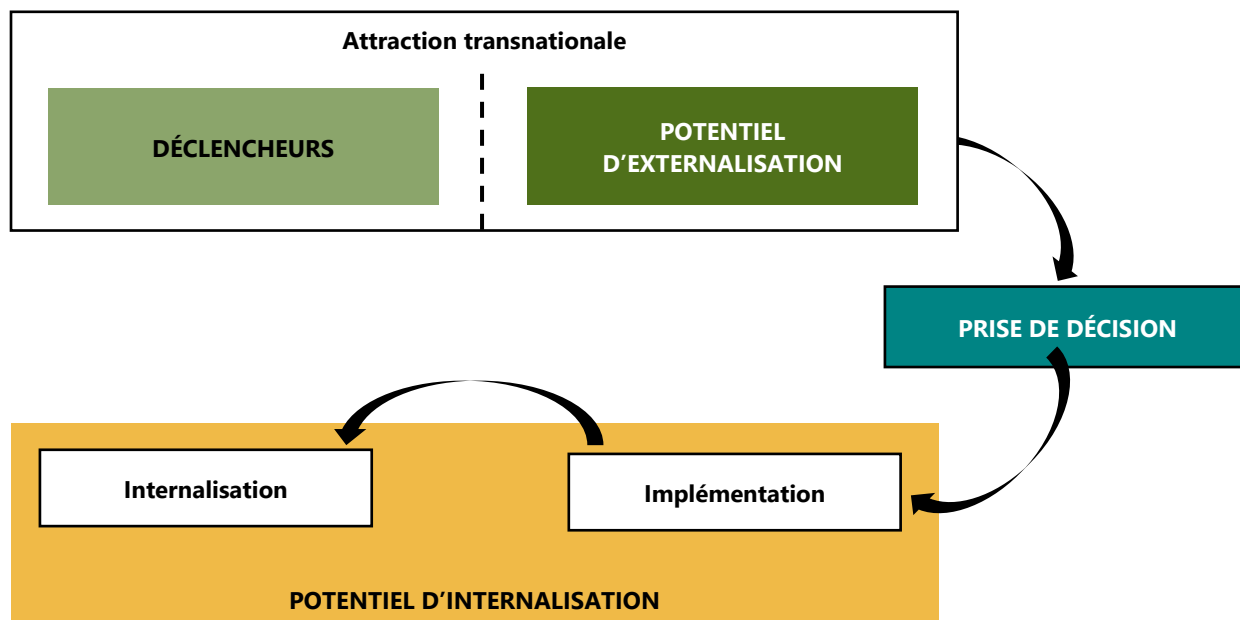 Attraction transnationale
DÉCLENCHEURS
POTENTIEL
D’EXTERNALISATION
PRISE DE DÉCISION
Internalisation
Implémentation
POTENTIEL D’INTERNALISATION